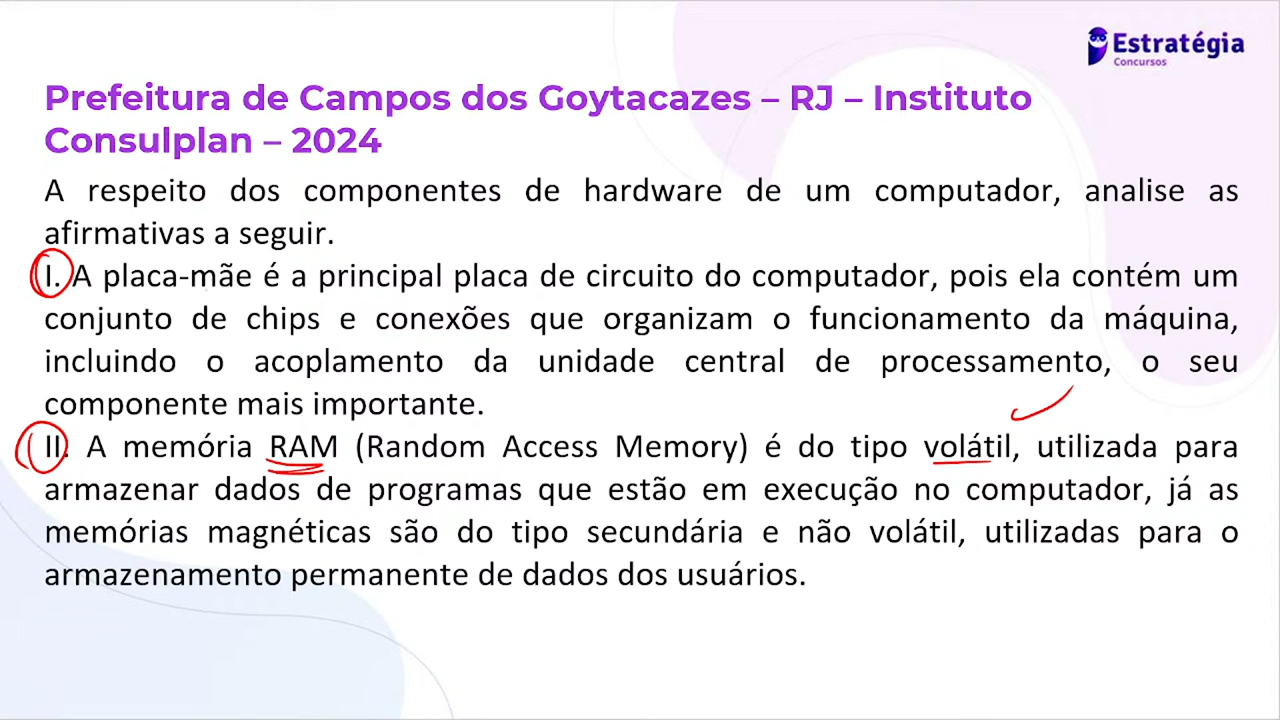 Estratégia
Concursos
Prefeitura de Campos dos Goytacazes – RJ – Instituto
Consulplan – 2024
A respeito dos componentes de hardware de um computador, analise as
afirmativas a seguir.
I. A placa-mãe é a principal placa de circuito do computador, pois ela contém um
conjunto de chips e conexões que organizam o funcionamento da máquina,
incluindo o acoplamento da unidade central de processamento, o seu
componente mais importante.
II. A memória RAM (Random Access Memory) é do tipo volátil, utilizada para
armazenar dados de programas que estão em execução no computador, já as
memórias magnéticas são do tipo secundária e não volátil, utilizadas para o
armazenamento permanente de dados dos usuários.